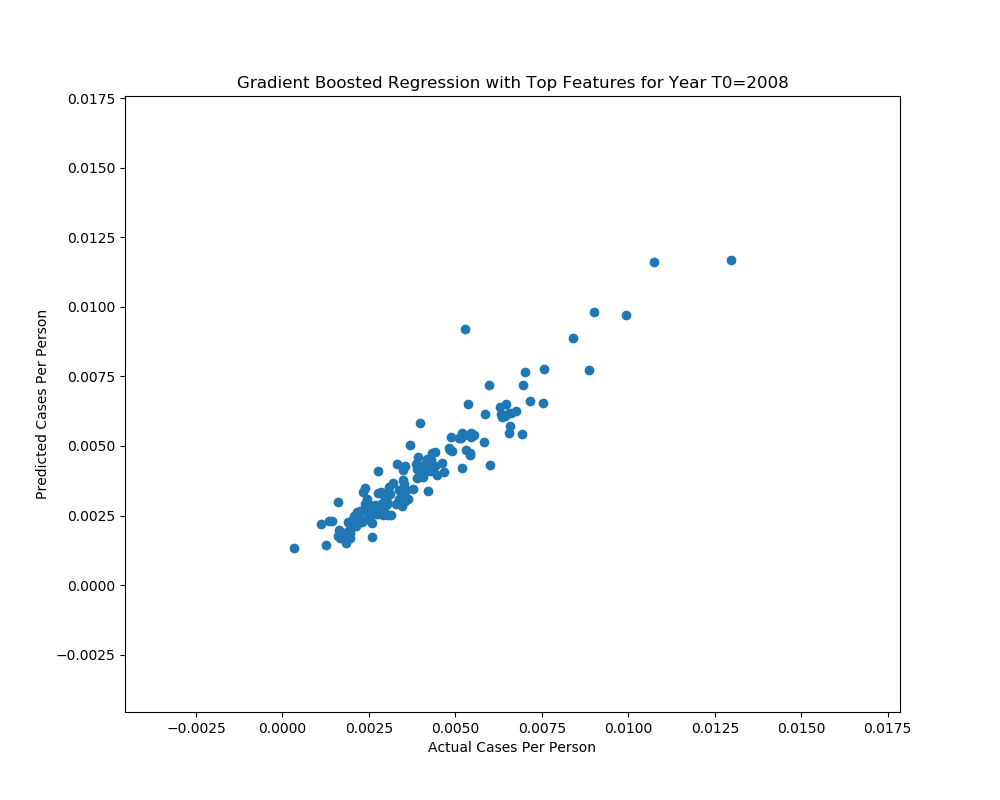 Gradient Boosted Regression with Top Features for Year T0=2008
0.0175
0.0150
0.0125
0.0100
0.0075
0.0050
0.0025
0.0000
−0.0025
Predicted Cases Per Person
−0.0025 0.0000 0.0025 0.0050 0.0075 0.0100 0.0125 0.0150 0.0175
Actual Cases Per Person